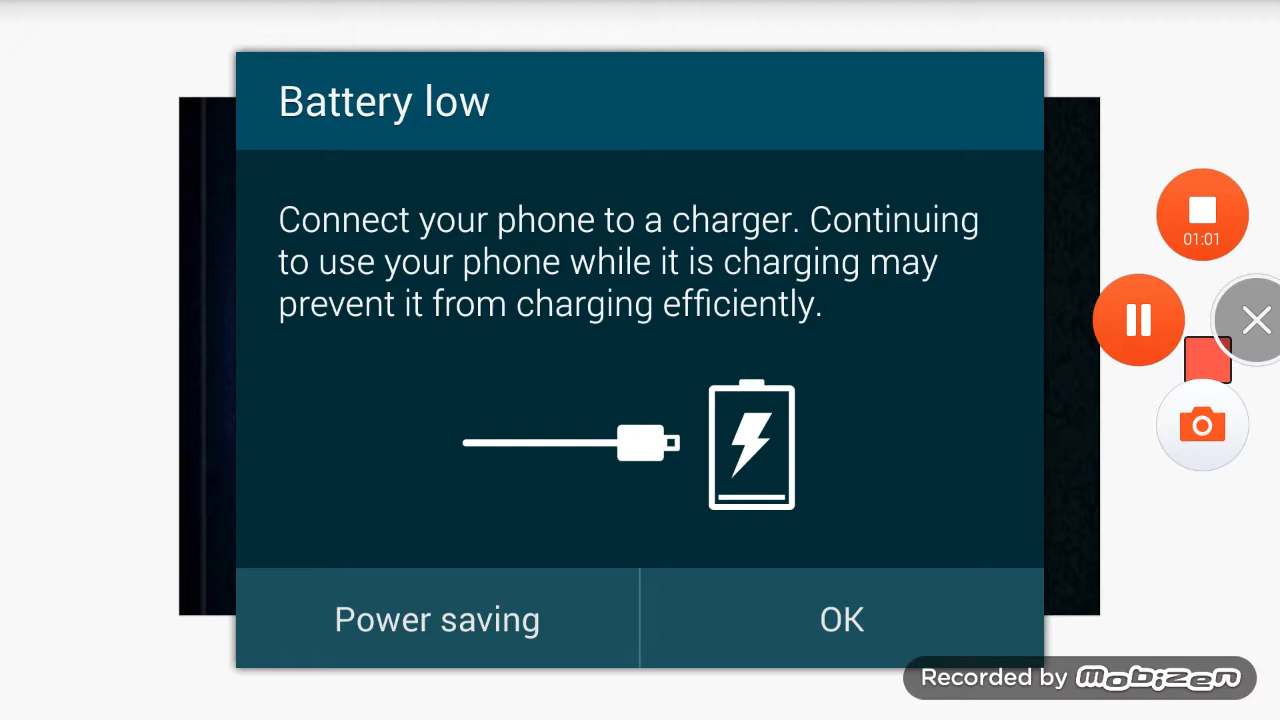 Battery low
Connect your phone to a charger. Continuing
to use your phone while it is charging may
prevent it from charging efficiently.
01:01
Power saving
OK
Recorded by mobizen